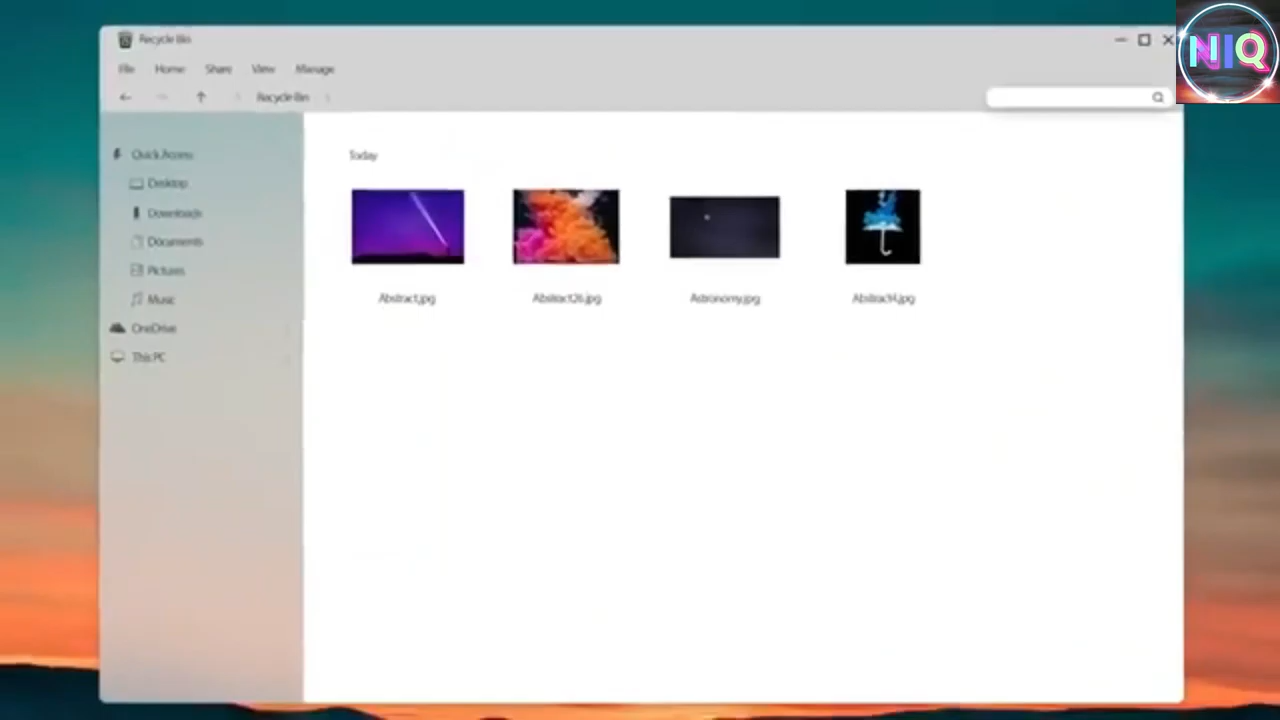 Recycle Bin
NIQ
File Home Share View Manage
Recycle Bin
Quick Access
Today
Desktop
Downloads
Documents
Pictures
Music
Abstract.jpg Abstract26.jpg Astronomy.jpg Abstract4.jpg
OneDrive
This PC